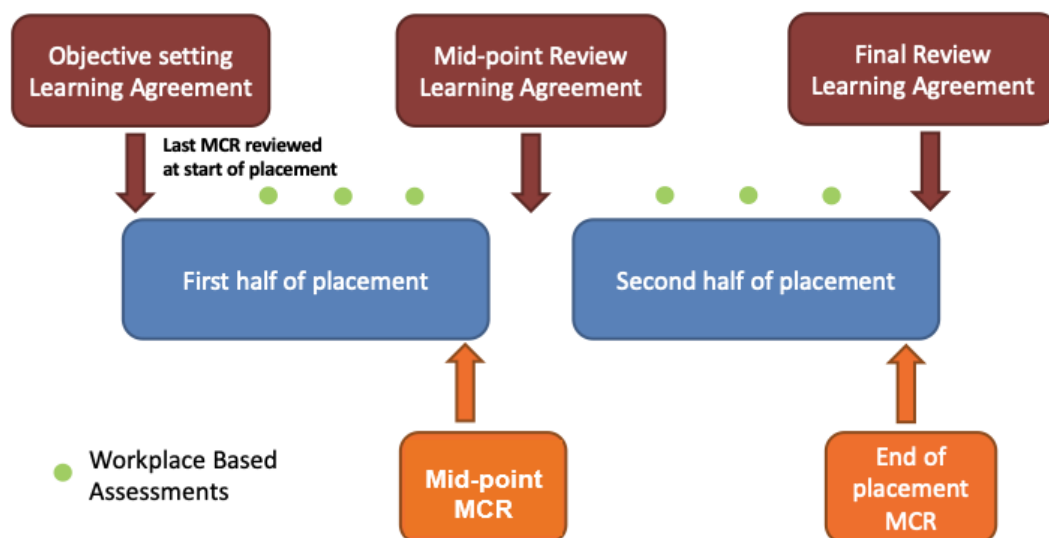 Objective setting
Learning Agreement
Mid-point Review
Learning Agreement
Final Review
Learning Agreement
Last MCR reviewed
at start of placement
First half of placement
Second half of placement
Workplace Based
Assessments
Mid-point
MCR
End of
placement
MCR